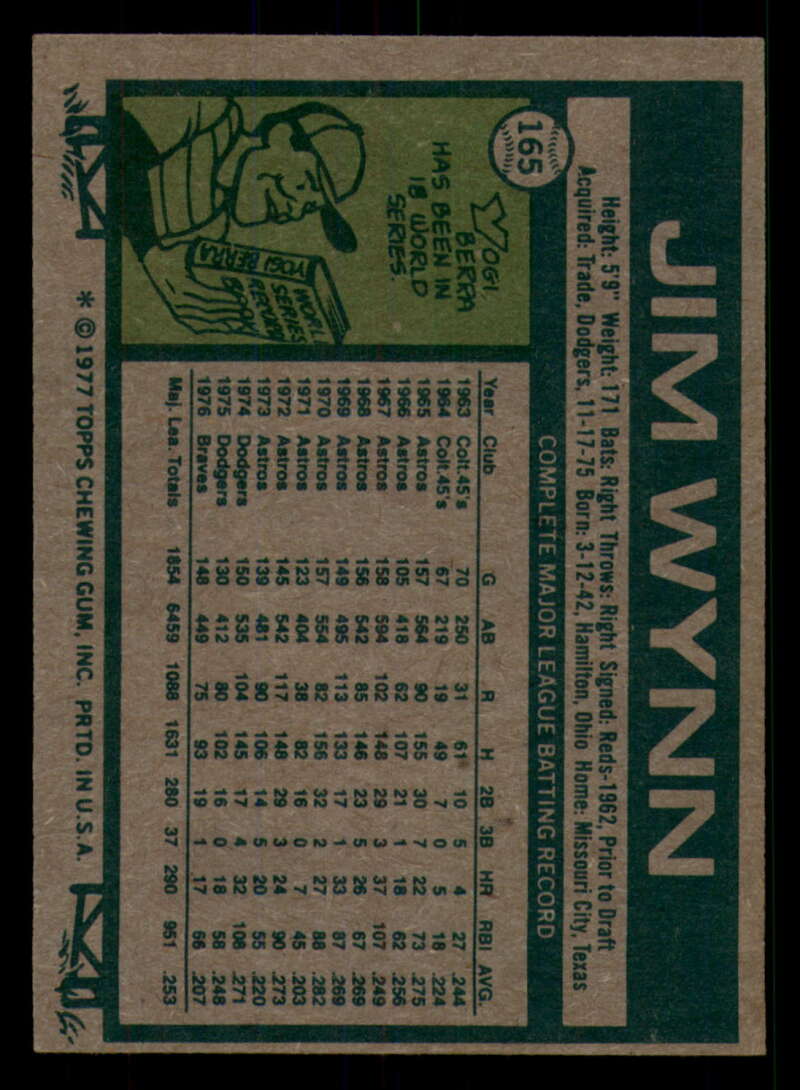 JIM WYNN
165
Height: 5'9" Weight: 171 Bats: Right Throws: Right Signed: Reds-1962, Prior to Draft
Acquired: Trade, Dodgers, 11-17-75 Born: 3-12-42, Hamilton, Ohio Home: Missouri City, Texas
YOGI
BERRA
HAS BEEN IN
18 WORLD
SERIES.
WORLD
SERIES
RECORD
BOOK
YOGI BERRA
COMPLETE MAJOR LEAGUE BATTING RECORD
Year Club G AB R H 2B 3B HR RBI AVG.
1963 Colt.45's 70 250 31 61 10 5 4 27 .244
1964 Colt.45's 67 219 19 49 7 0 5 18 .224
1965 Astros 157 564 90 155 30 7 22 73 .275
1966 Astros 105 418 62 107 21 1 18 62 .256
1967 Astros 158 594 102 148 29 3 37 107 .249
1968 Astros 156 542 85 146 23 5 26 67 .269
1969 Astros 149 495 113 133 17 1 33 87 .269
1970 Astros 157 554 82 156 32 2 27 88 .282
1971 Astros 123 404 38 82 16 0 7 45 .203
1972 Astros 145 542 117 148 29 3 24 90 .273
1973 Astros 139 481 90 106 14 5 20 55 .220
1974 Dodgers 150 535 104 145 17 4 32 108 .271
1975 Dodgers 130 412 80 102 16 0 18 58 .248
1976 Braves 148 449 75 93 19 1 17 66 .207
Maj. Lea. Totals 1854 6459 1088 1631 280 37 290 951 .253
* © 1977 TOPPS CHEWING GUM, INC. PRTD. IN U.S.A.